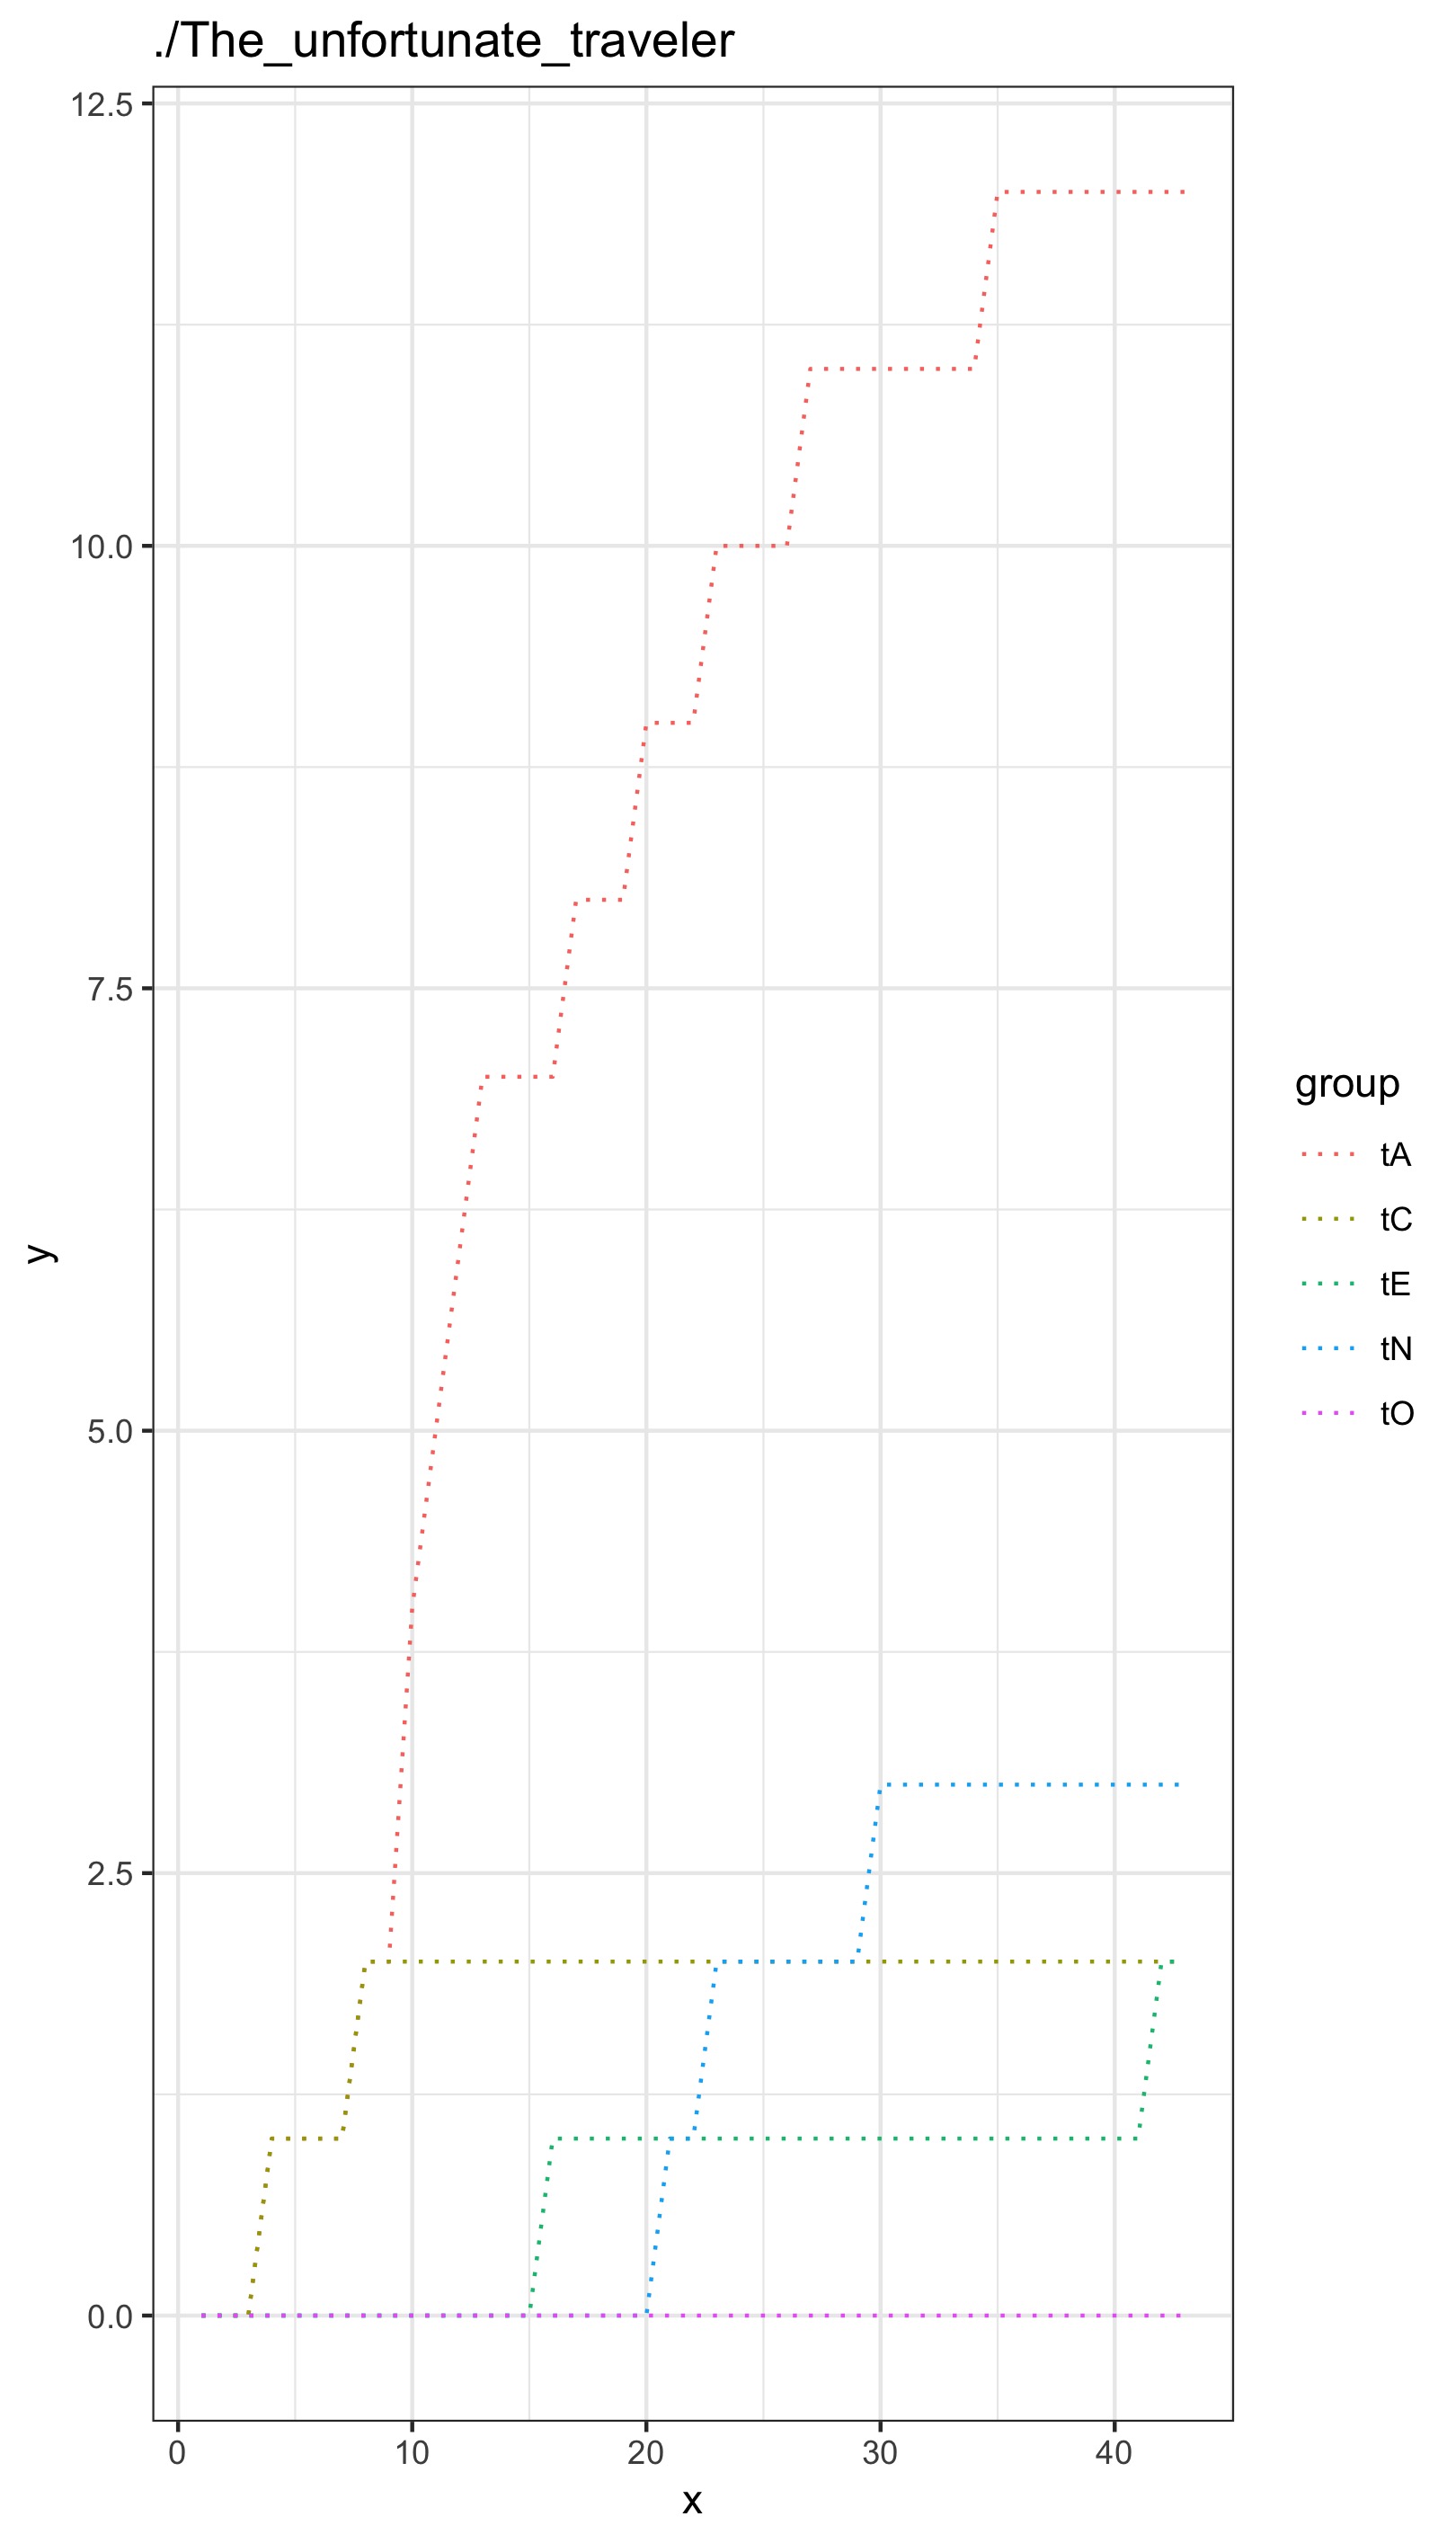 ./The_unfortunate_traveler
12.5
10.0
7.5
5.0
2.5
0.0
y
0 10 20 30 40
x
group
tA
tC
tE
tN
tO